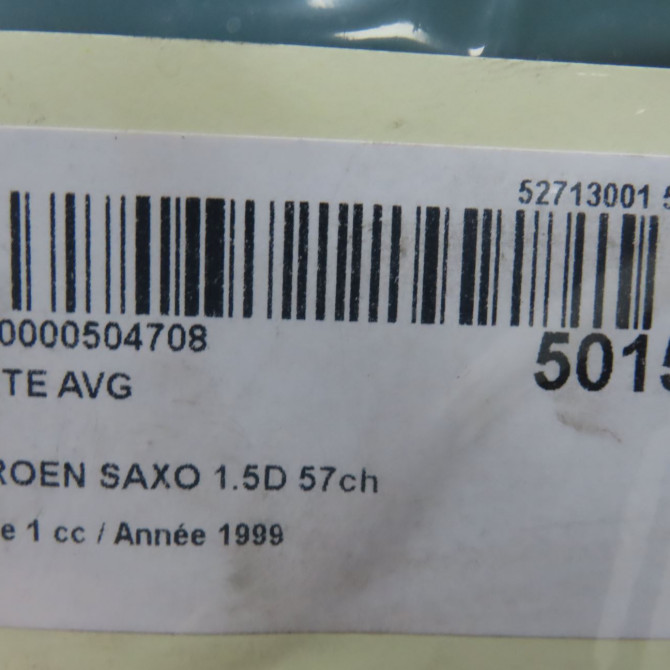 52713001 5
0000504708
5015
TE AVG
ROEN SAXO 1.5D 57ch
e 1 cc / Année 1999